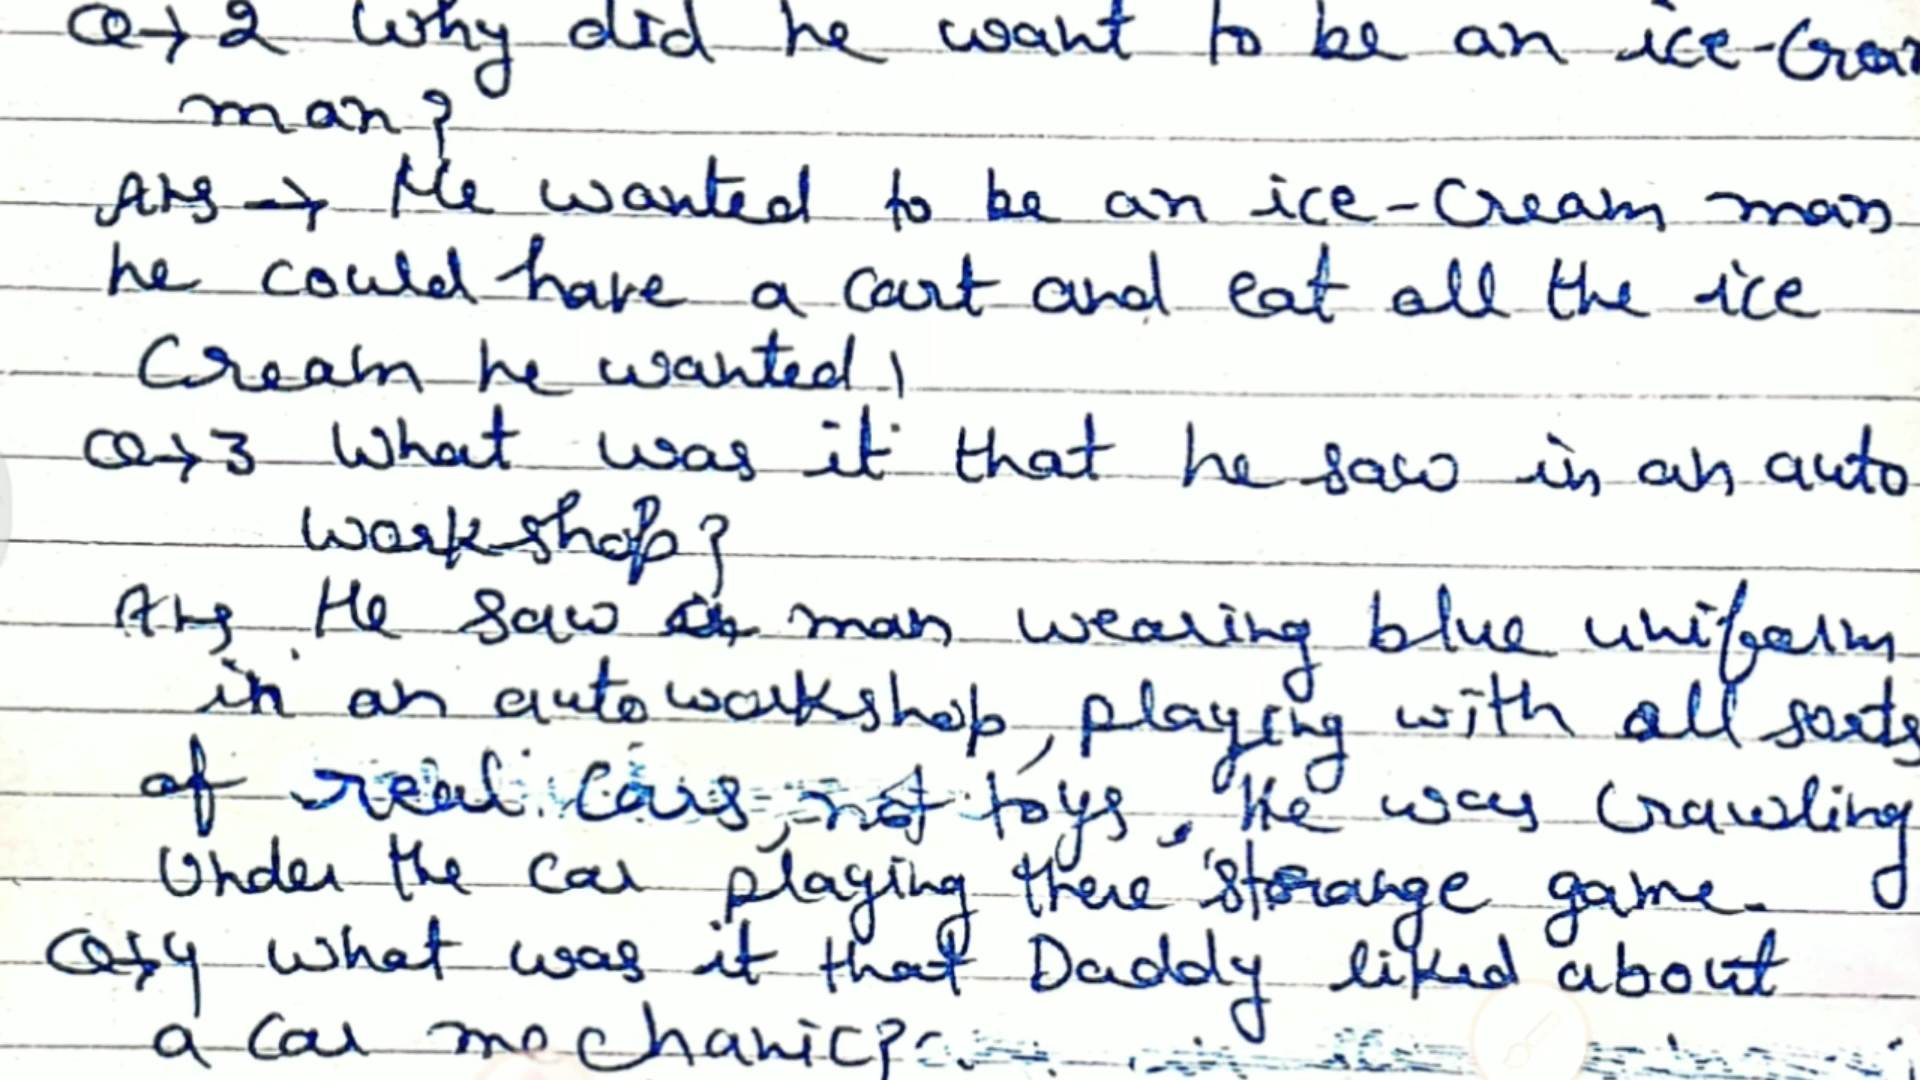 Q→2 Why did he want to be an ice-
man?
Ans → He wanted to be an ice-Cream man
he could have a cart and eat all the ice
Cream he wanted.
Q→3 What was it that he saw in an auto
workshop?
Ans He saw a man wearing blue uniform
in an auto workshop, playing with all sorts
of real cars, not toys, He was Crawling
Under the car playing there strange game.
Q→4 what was it that Daddy liked about
a car mechanic?